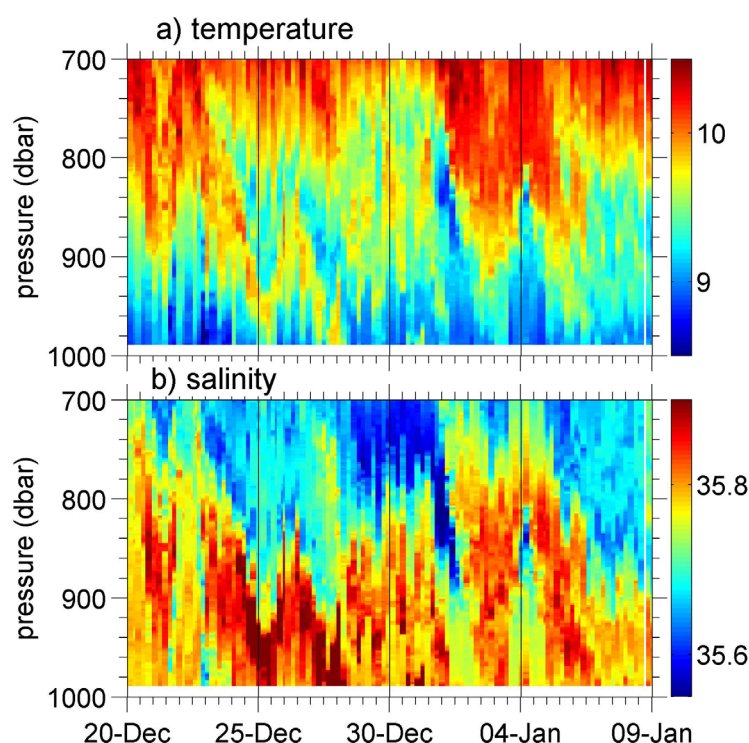 a) temperature
700
800
900
1000
pressure (dbar)
10
9
b) salinity
700
800
900
1000
pressure (dbar)
35.8
35.6
20-Dec 25-Dec 30-Dec 04-Jan 09-Jan